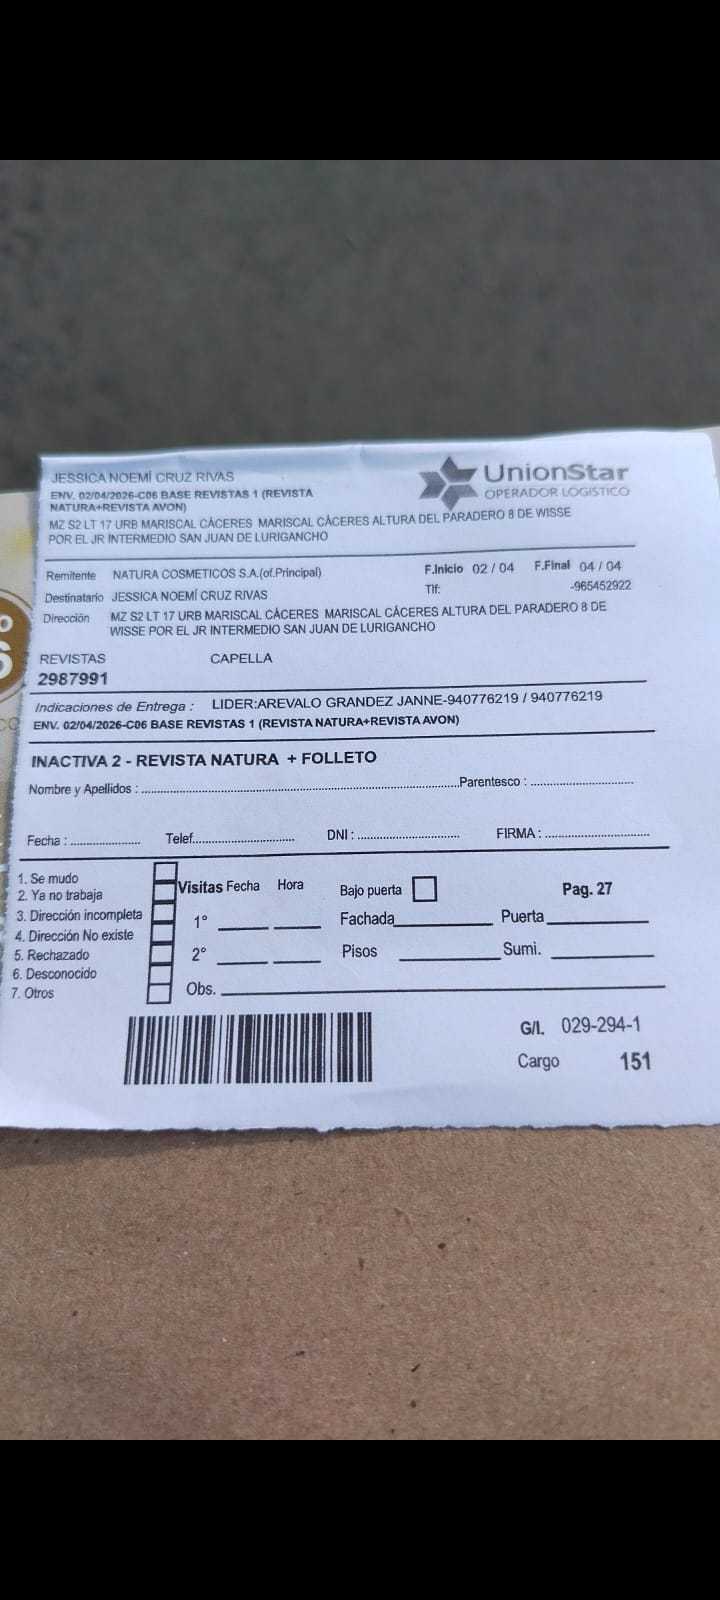 JESSICA NOEMÍ CRUZ RIVAS
UnionStar
OPERADOR LOGÍSTICO
ENV. 02/04/2026-C06 BASE REVISTAS 1 (REVISTA
NATURA+REVISTA AVON)
MZ S2 LT 17 URB MARISCAL CÁCERES MARISCAL CÁCERES ALTURA DEL PARADERO 8 DE WISSE
POR EL JR INTERMEDIO SAN JUAN DE LURIGANCHO
Remitente NATURA COSMETICOS S.A.(of.Principal) F.Inicio 02 / 04 F.Final 04 / 04
Destinatario JESSICA NOEMÍ CRUZ RIVAS Tlf: -965452922
Dirección MZ S2 LT 17 URB MARISCAL CÁCERES MARISCAL CÁCERES ALTURA DEL PARADERO 8 DE
WISSE POR EL JR INTERMEDIO SAN JUAN DE LURIGANCHO
REVISTAS CAPELLA
2987991
Indicaciones de Entrega : LIDER:AREVALO GRANDEZ JANNE-940776219 / 940776219
ENV. 02/04/2026-C06 BASE REVISTAS 1 (REVISTA NATURA+REVISTA AVON)
INACTIVA 2 - REVISTA NATURA + FOLLETO
Nombre y Apellidos : Parentesco :
Fecha : Telef. DNI : FIRMA :
1. Se mudo
2. Ya no trabaja
3. Dirección incompleta
4. Dirección No existe
5. Rechazado
6. Desconocido
7. Otros
Visitas Fecha Hora Bajo puerta Pag. 27
1° Fachada Puerta
2° Pisos Sumi.
Obs.
G/I. 029-294-1
Cargo 151